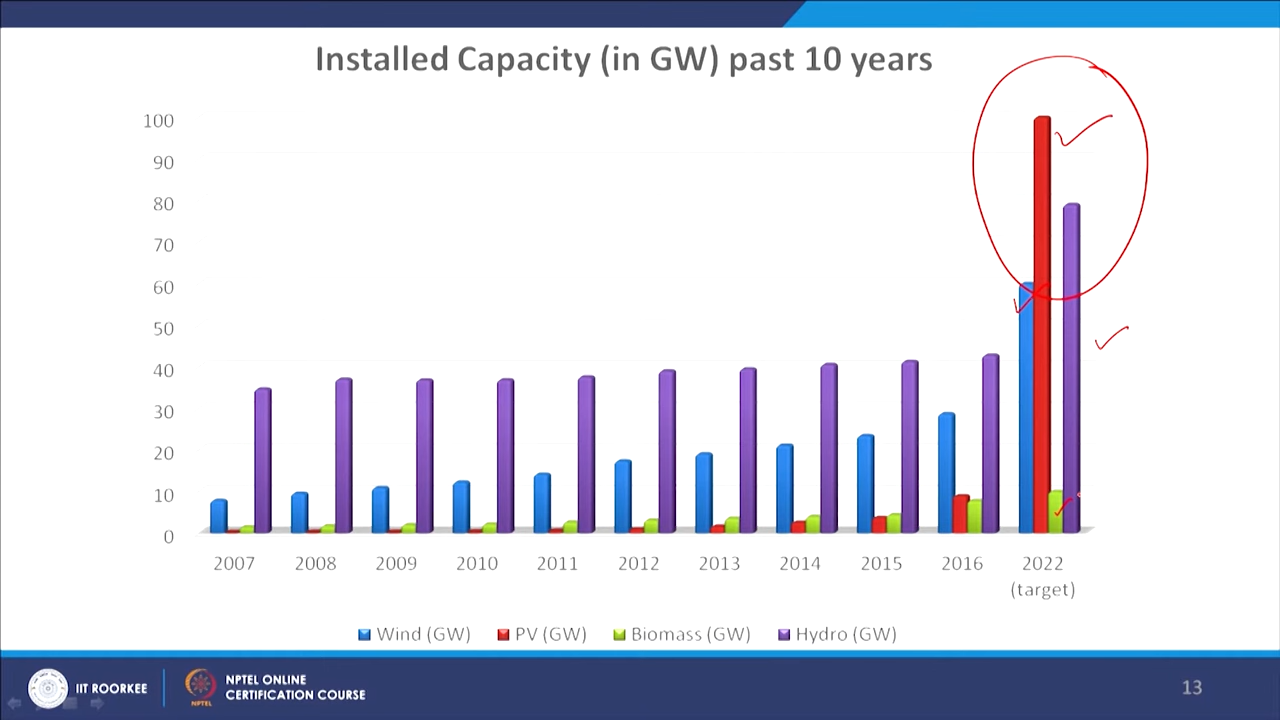 Installed Capacity (in GW) past 10 years
100
90
80
70
60
50
40
30
20
10
0
2007 2008 2009 2010 2011 2012 2013 2014 2015 2016 2022
(target)
Wind (GW) PV (GW) Biomass (GW) Hydro (GW)
IIT ROORKEE
NPTEL
NPTEL ONLINE
CERTIFICATION COURSE
13